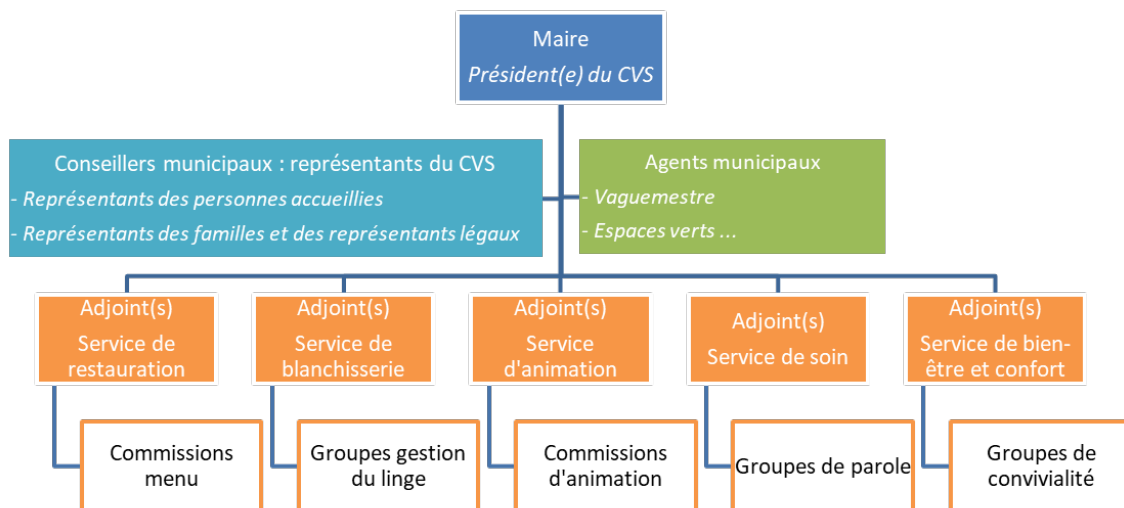 Maire
Président(e) du CVS
Conseillers municipaux : représentants du CVS
- Représentants des personnes accueillies
- Représentants des familles et des représentants légaux
Agents municipaux
- Vaguemestre
- Espaces verts ...
Adjoint(s)
Service de
restauration
Adjoint(s)
Service de
blanchisserie
Adjoint(s)
Service
d'animation
Adjoint(s)
Service de soin
Adjoint(s)
Service de bien-
être et confort
Commissions
menu
Groupes gestion
du linge
Commissions
d'animation
Groupes de parole
Groupes de
convivialité